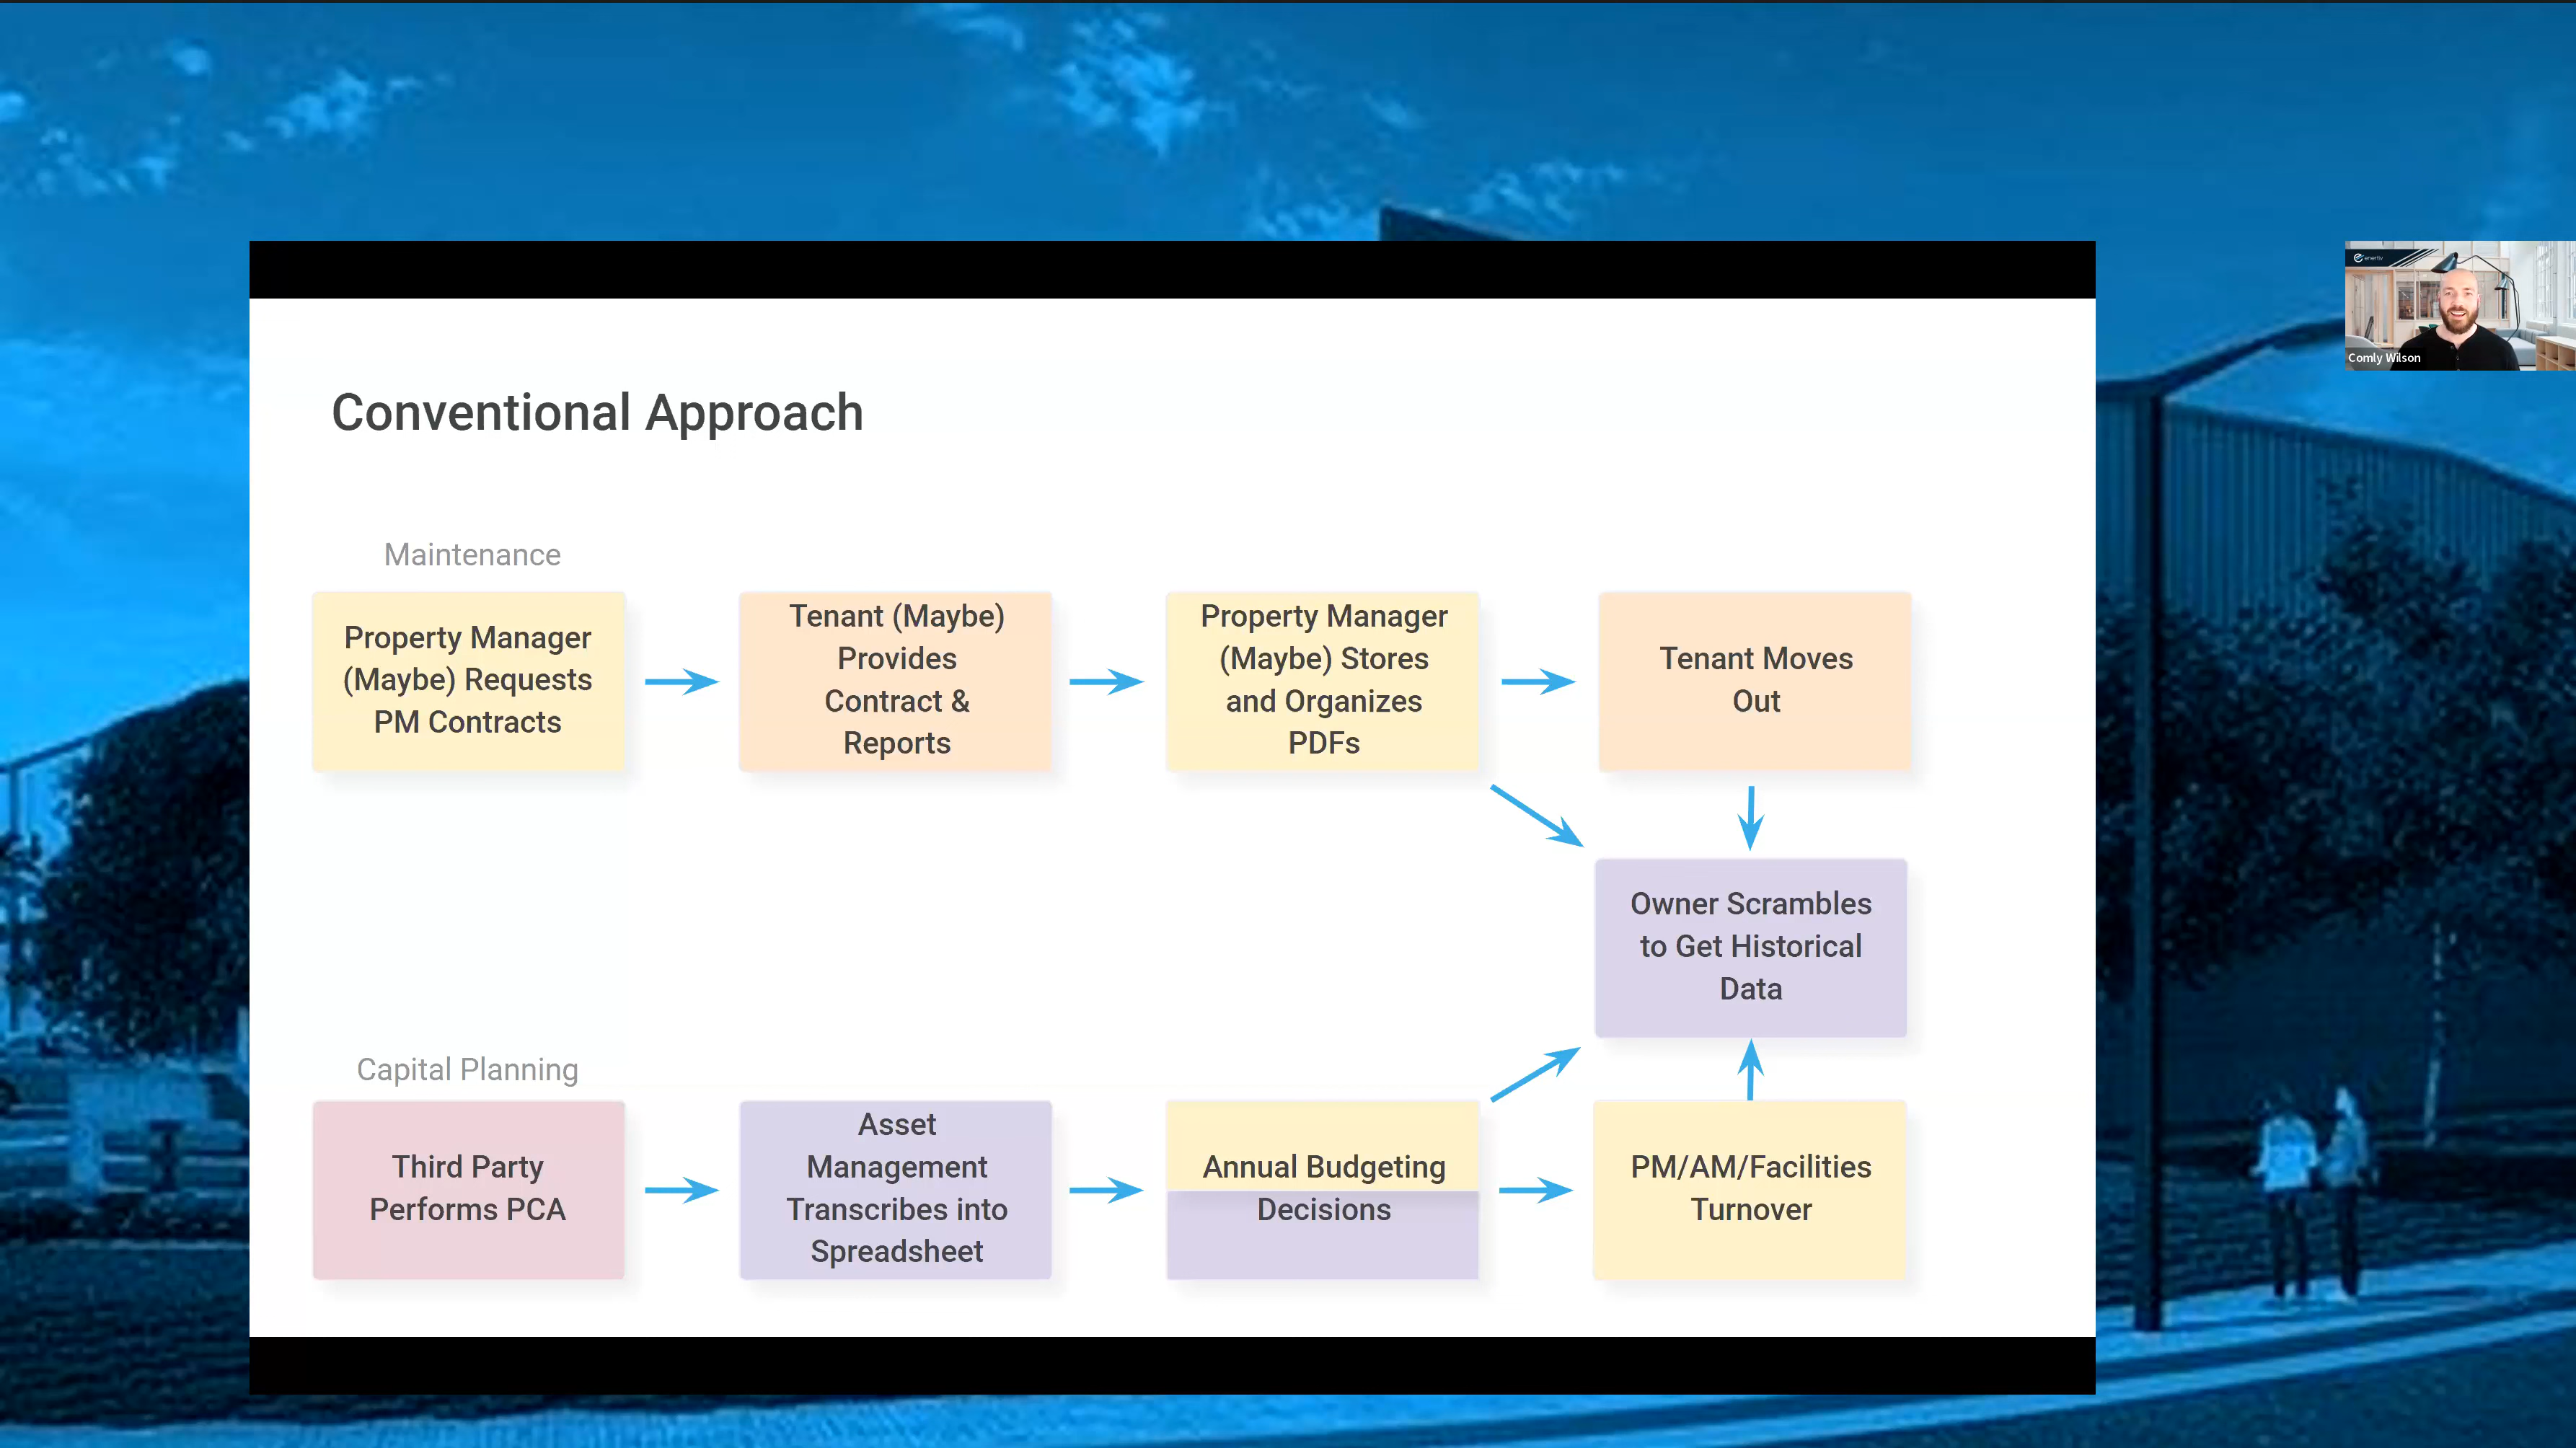 Conventional Approach
Maintenance
Property Manager
(Maybe) Requests
PM Contracts
Tenant (Maybe)
Provides
Contract &
Reports
Property Manager
(Maybe) Stores
and Organizes
PDFs
Tenant Moves
Out
Owner Scrambles
to Get Historical
Data
Capital Planning
Third Party
Performs PCA
Asset
Management
Transcribes into
Spreadsheet
Annual Budgeting
Decisions
PM/AM/Facilities
Turnover
enertiv
Comly Wilson